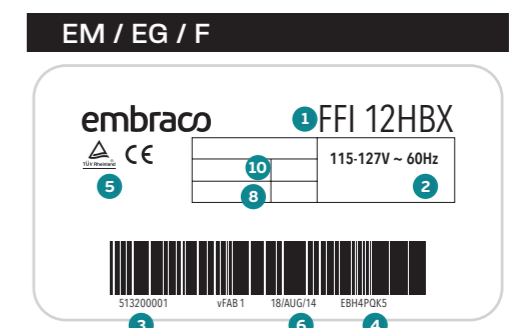 EM / EG / F
embraco
1 FFI 12HBX
TÜV Rheinland CE
115-127V ~ 60Hz
10
5
8
2
513200001 vFAB 1 18/AUG/14 EBH4PQK5
3 6 4